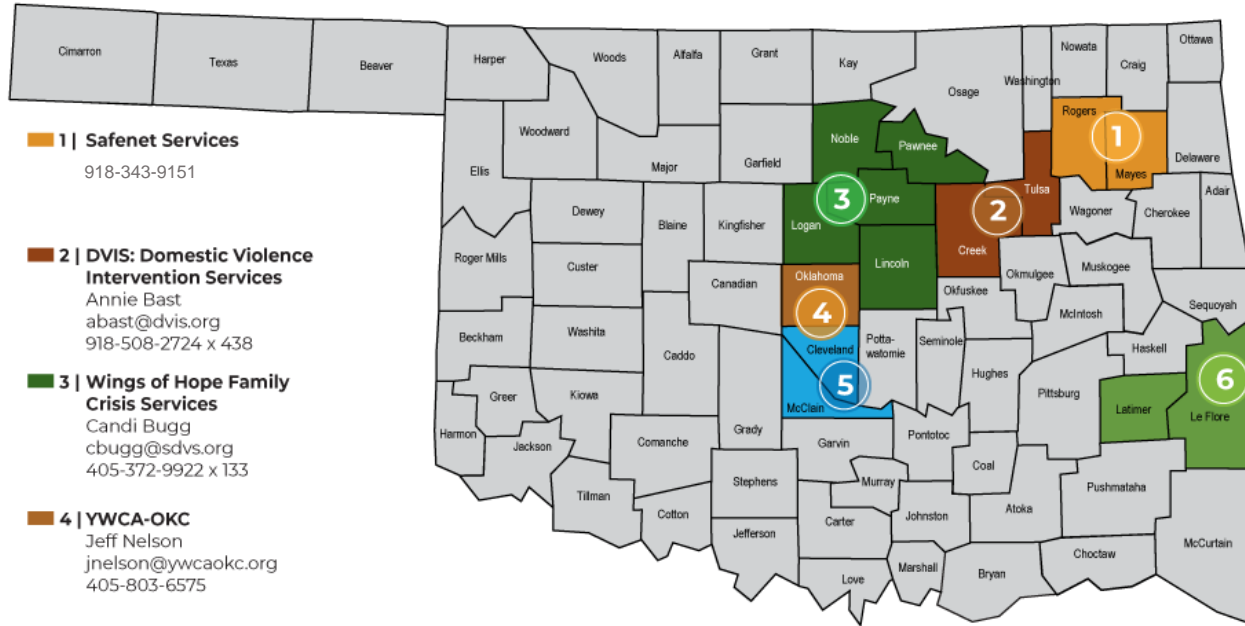 Cimarron
Texas
Beaver
Harper
Woods
Alfalfa
Grant
Kay
Osage
Washington
Nowata
Craig
Ottawa
Woodward
Ellis
Major
Garfield
Noble
Pawnee
Rogers
1
Mayes
Delaware
1 | Safenet Services
918-343-9151
Dewey
Blaine
Kingfisher
Logan
3
Payne
2
Creek
Tulsa
Wagoner
Cherokee
Adair
Roger Mills
Custer
Canadian
Oklahoma
4
Lincoln
Okfuskee
Okmulgee
Muskogee
McIntosh
Sequoyah
2 | DVIS: Domestic Violence
Intervention Services
Annie Bast
abast@dvis.org
918-508-2724 x 438
Beckham
Washita
Caddo
Cleveland
5
McClain
Potta-
watomie
Seminole
Hughes
Pittsburg
Haskell
Latimer
6
Le Flore
3 | Wings of Hope Family
Crisis Services
Candi Bugg
cbugg@sdvs.org
405-372-9922 x 133
Harmon
Greer
Kiowa
Jackson
Comanche
Grady
Garvin
Pontotoc
Coal
Tillman
Cotton
Stephens
Murray
Carter
Johnston
Atoka
Pushmataha
4 | YWCA-OKC
Jeff Nelson
jnelson@ywcaokc.org
405-803-6575
Jefferson
Love
Marshall
Bryan
Choctaw
McCurtain